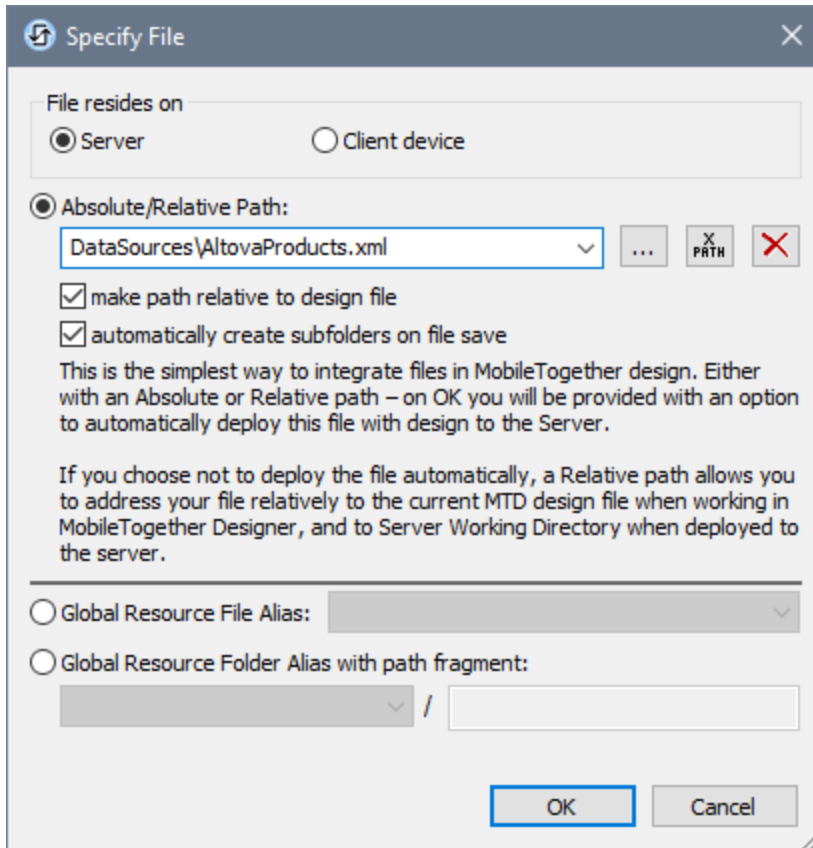 Specify File
File resides on
Server
Client device
Absolute/Relative Path:
DataSources\AltovaProducts.xml
...
X
PATH
make path relative to design file
automatically create subfolders on file save
This is the simplest way to integrate files in MobileTogether design. Either
with an Absolute or Relative path – on OK you will be provided with an option
to automatically deploy this file with design to the Server.
If you choose not to deploy the file automatically, a Relative path allows you
to address your file relatively to the current MTD design file when working in
MobileTogether Designer, and to Server Working Directory when deployed to
the server.
Global Resource File Alias:
Global Resource Folder Alias with path fragment:
/
OK
Cancel